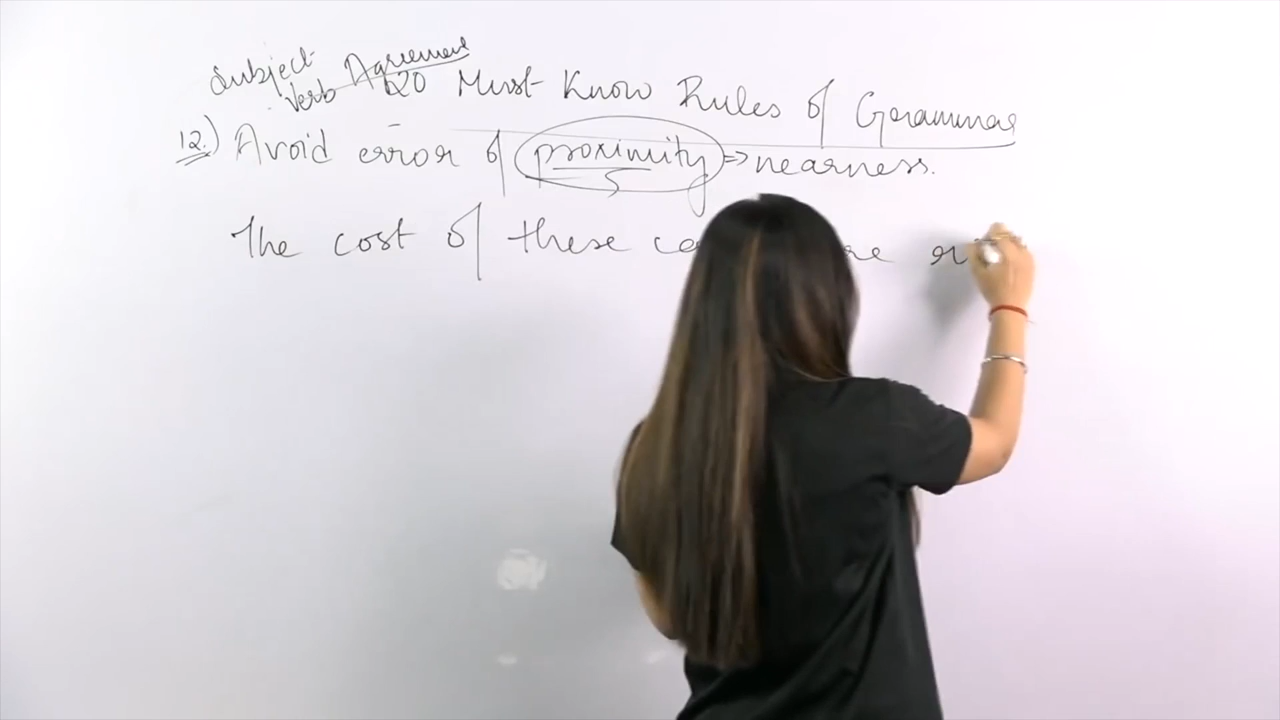 Subject-
Verb Agreement
120 Must-Know Rules of Grammar
12.) Avoid error of proximity => nearness.
The cost of these